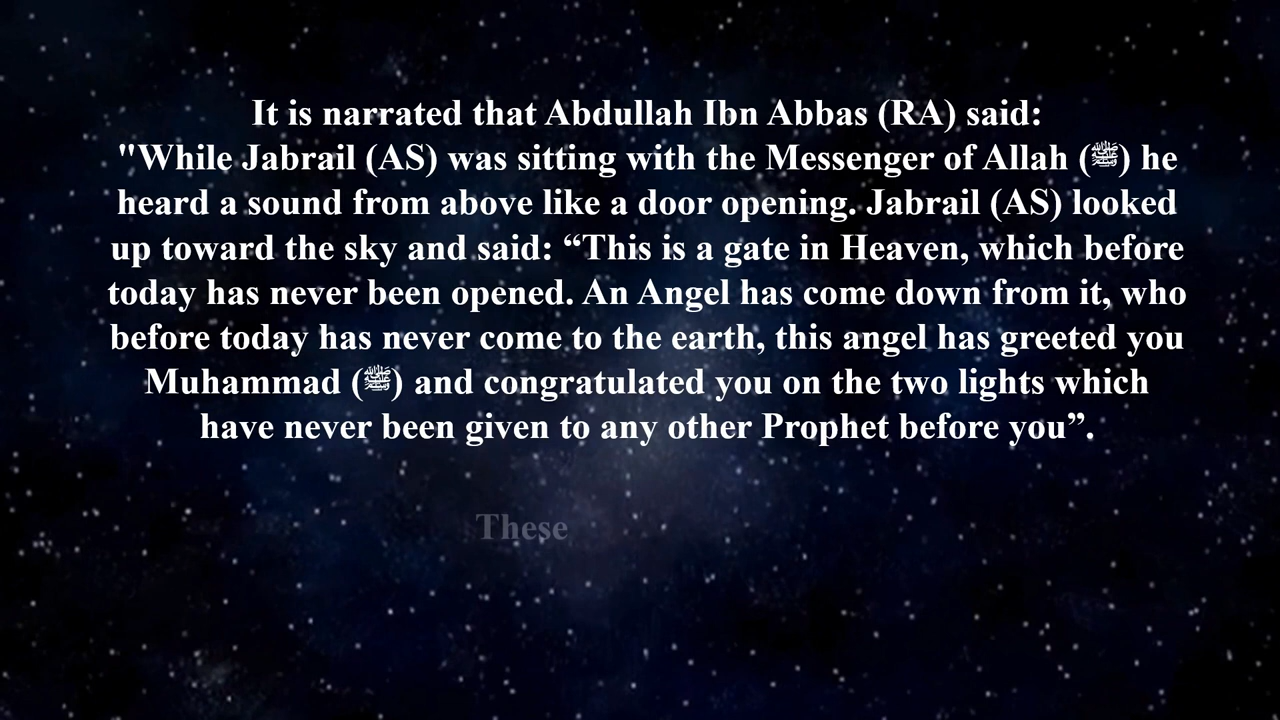 It is narrated that Abdullah Ibn Abbas (RA) said:
"While Jabrail (AS) was sitting with the Messenger of Allah (ﷺ) he
heard a sound from above like a door opening. Jabrail (AS) looked
up toward the sky and said: “This is a gate in Heaven, which before
today has never been opened. An Angel has come down from it, who
before today has never come to the earth, this angel has greeted you
Muhammad (ﷺ) and congratulated you on the two lights which
have never been given to any other Prophet before you”.
These